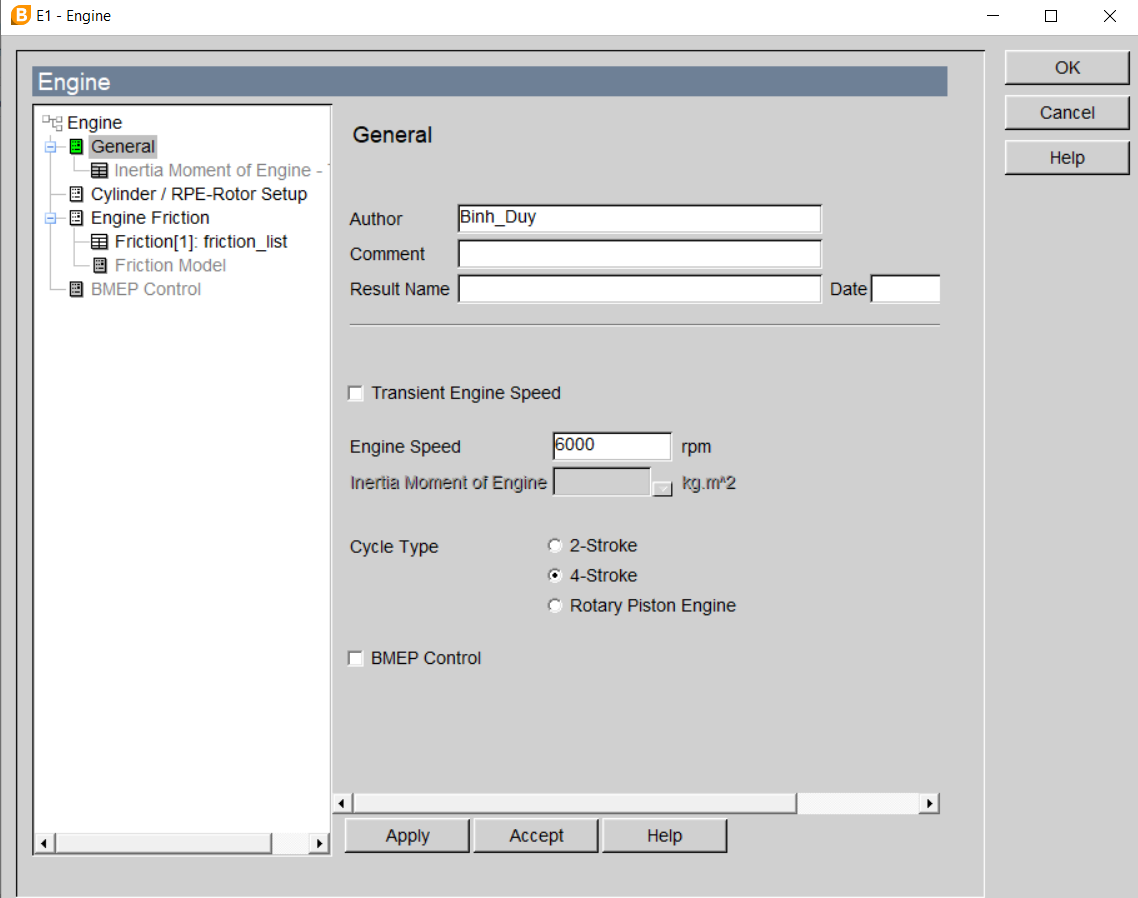 E1 - Engine
Engine
OK
Cancel
Help
Engine
General
Inertia Moment of Engine -
Cylinder / RPE-Rotor Setup
Engine Friction
Friction[1]: friction_list
Friction Model
BMEP Control
General
Author Binh_Duy
Comment
Result Name Date
Transient Engine Speed
Engine Speed 6000 rpm
Inertia Moment of Engine kg.m^2
Cycle Type 2-Stroke
4-Stroke
Rotary Piston Engine
BMEP Control
Apply Accept Help